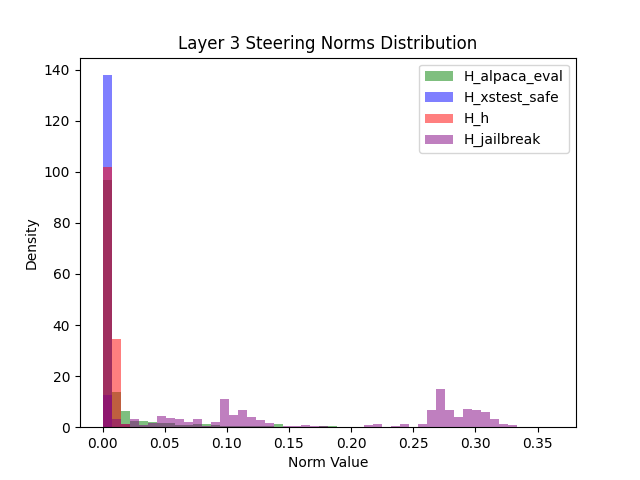 Layer 3 Steering Norms Distribution
140
120
100
80
60
40
20
0
Density
H_alpaca_eval
H_xstest_safe
H_h
H_jailbreak
0.00 0.05 0.10 0.15 0.20 0.25 0.30 0.35
Norm Value